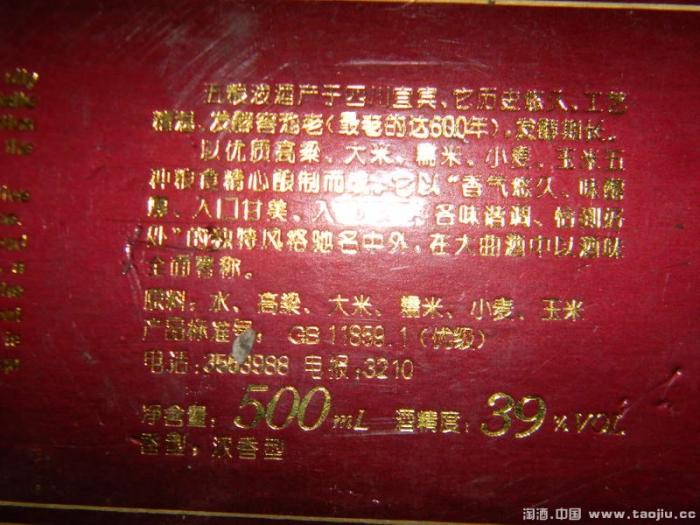 五粮液酒产于四川宜宾、它历史悠久、工艺
精湛、发酵窖池老(最老的达600年)，发酵期长。
以优质高粱、大米、糯米、小麦、玉米五
种粮食精心酿制而成，它以“香气悠久、味醇
厚、入口甘美、入 各味谐调、恰到好
处”的独特风格驰名中外，在大曲酒中以酒味
全面著称。
原料：水、高粱、大米、糯米、小麦、玉米
产品标准号： GB 11859.1（优级）
电话：3553988 电报：3210
净含量：500mL 酒精度：39%VOL
香型：浓香型
淘酒.中国 www.taojiu.cc